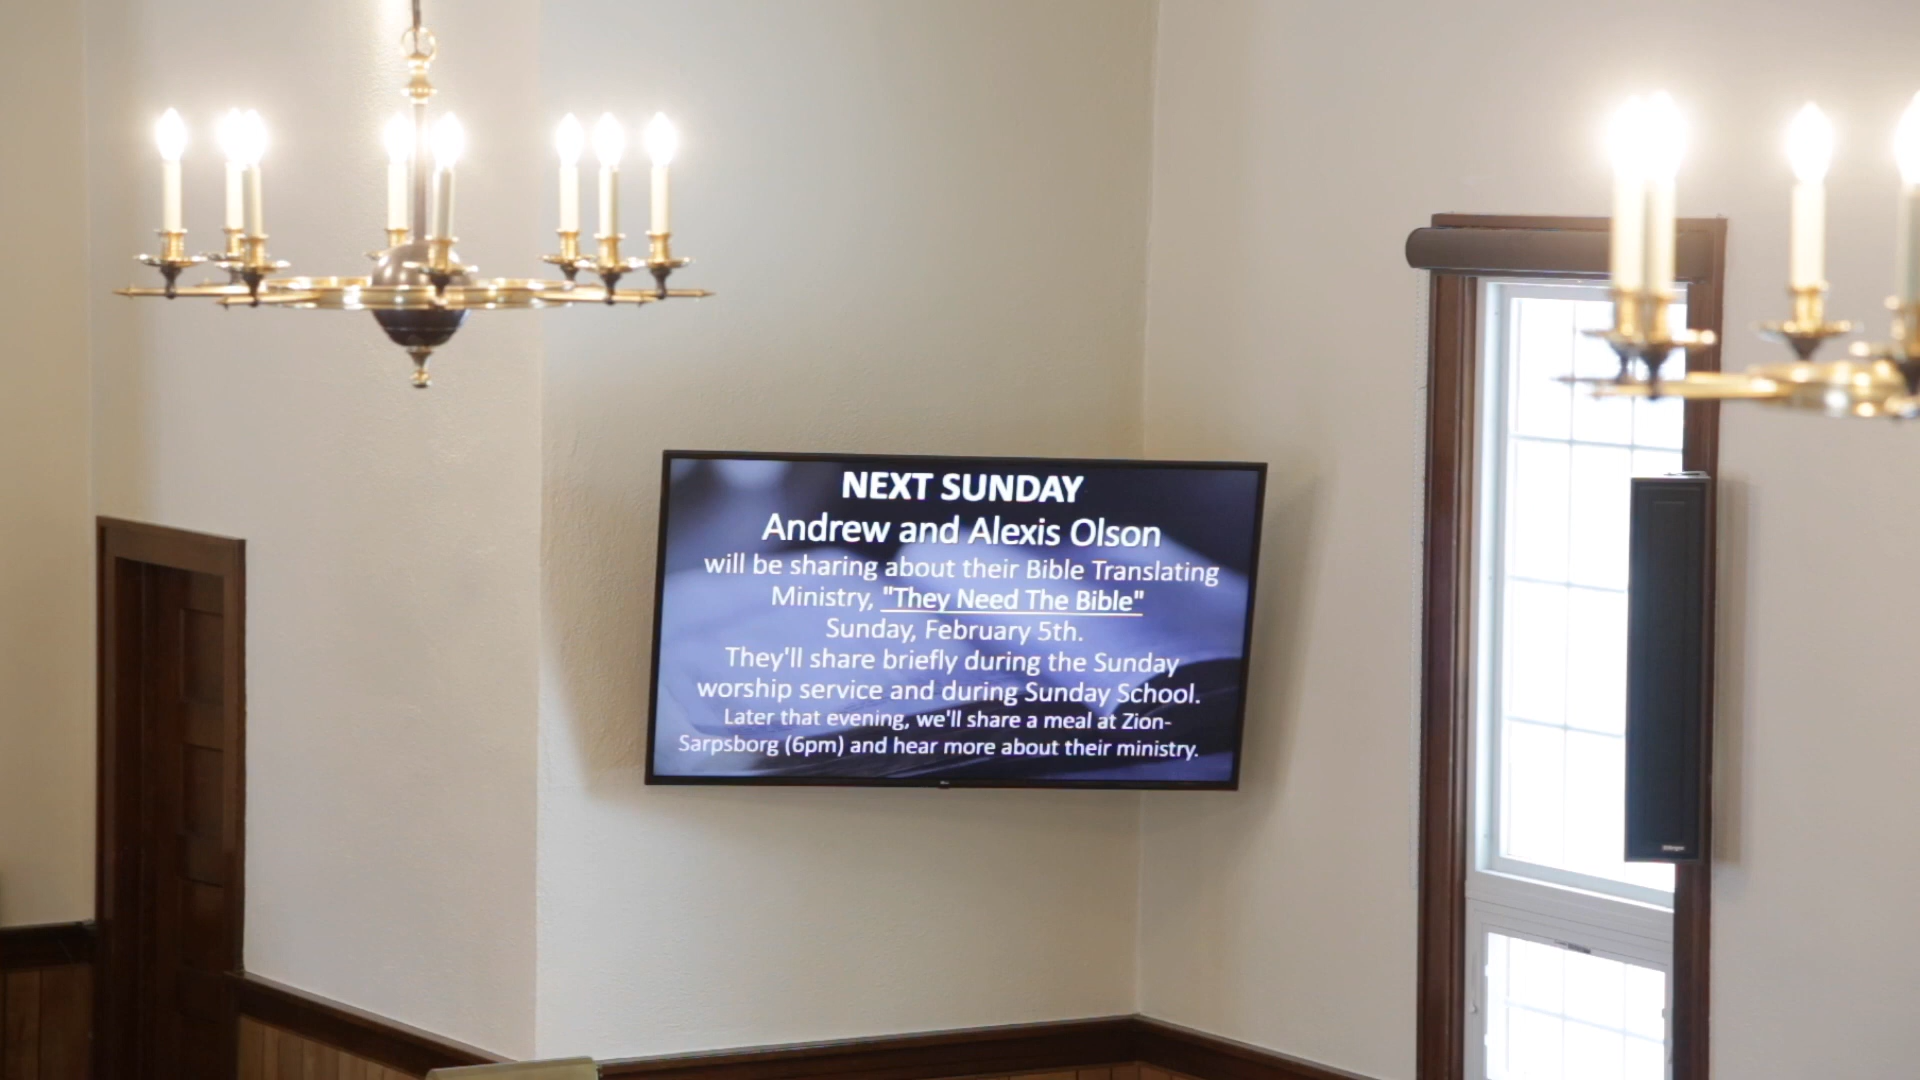 NEXT SUNDAY
Andrew and Alexis Olson
will be sharing about their Bible Translating
Ministry, "They Need The Bible"
Sunday, February 5th.
They'll share briefly during the Sunday
worship service and during Sunday School.
Later that evening, we'll share a meal at Zion-
Sarpsborg (6pm) and hear more about their ministry.